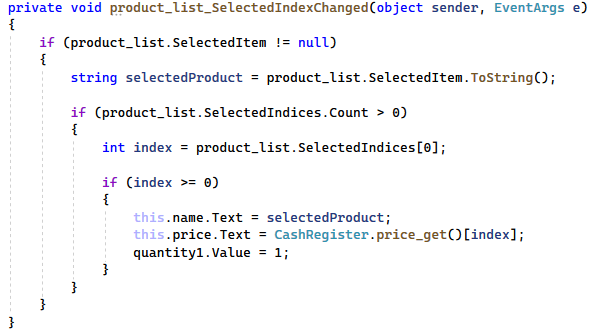 private void product_list_SelectedIndexChanged(object sender, EventArgs e)
{
if (product_list.SelectedItem != null)
{
string selectedProduct = product_list.SelectedItem.ToString();
if (product_list.SelectedIndices.Count > 0)
{
int index = product_list.SelectedIndices[0];
if (index >= 0)
{
this.name.Text = selectedProduct;
this.price.Text = CashRegister.price_get()[index];
quantity1.Value = 1;
}
}
}
}